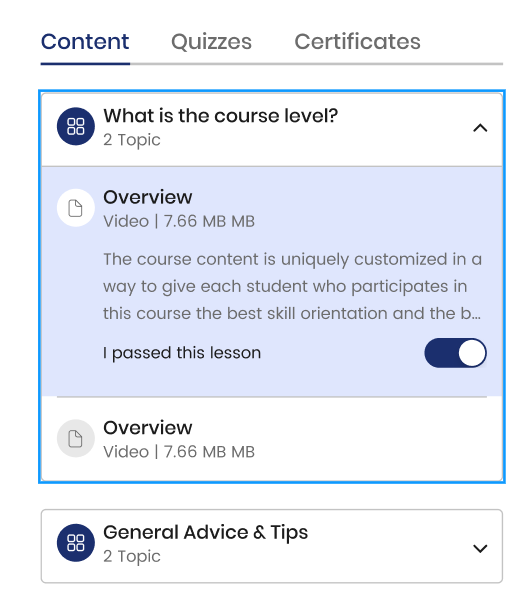 Content Quizzes Certificates
What is the course level?
2 Topic
Overview
Video | 7.66 MB MB
The course content is uniquely customized in a
way to give each student who participates in
this course the best skill orientation and the b...
I passed this lesson
Overview
Video | 7.66 MB MB
General Advice & Tips
2 Topic